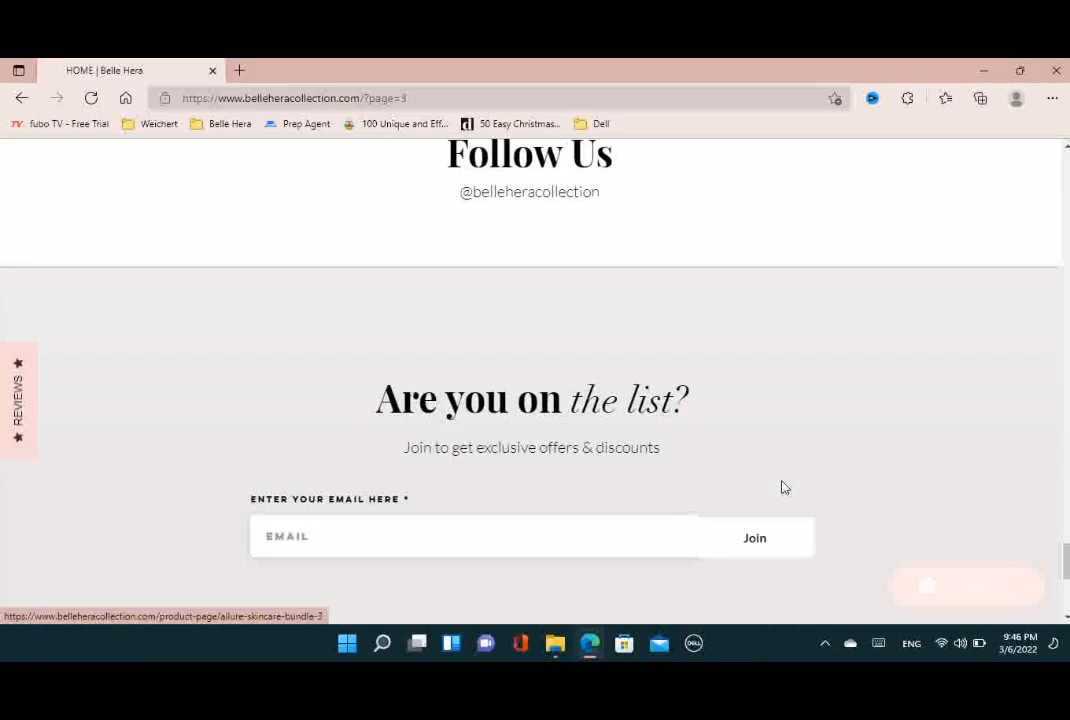 HOME | Belle Hera
https://www.belleheracollection.com/?page=3
fubo TV - Free Trial
Weichert
Belle Hera
Prep Agent
100 Unique and Eff...
50 Easy Christmas...
Dell
Follow Us
@belleheracollection
REVIEWS
Are you on the list?
Join to get exclusive offers & discounts
ENTER YOUR EMAIL HERE *
EMAIL
Join
https://www.belleheracollection.com/product-page/allure-skincare-bundle-3
ENG
9:46 PM
3/6/2022